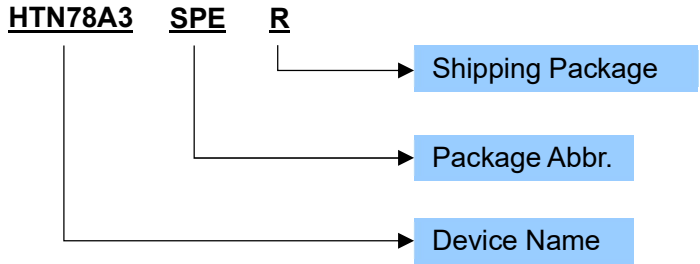 HTN78A3 SPE R
Shipping Package
Package Abbr.
Device Name